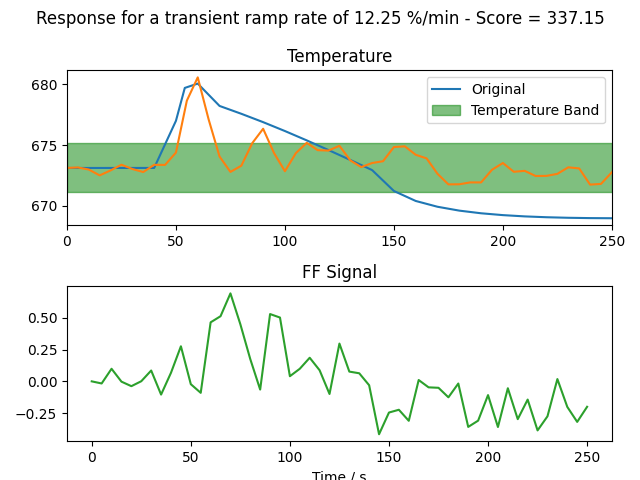 Response for a transient ramp rate of 12.25 %/min - Score = 337.15
Temperature
680
675
670
Original
Temperature Band
0 50 100 150 200 250
FF Signal
0.50
0.25
0.00
−0.25
0 50 100 150 200 250
Time / s